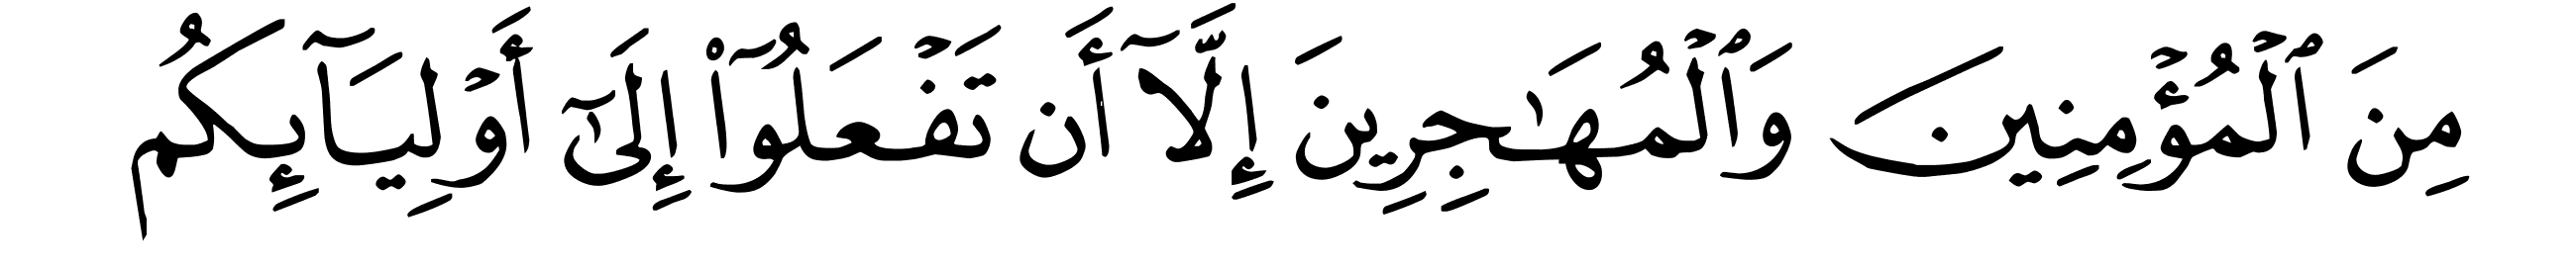 مِنَ ٱلْمُؤْمِنِينَ وَٱلْمُهَـٰجِرِينَ إِلَّآ أَن تَفْعَلُوٓا۟ إِلَىٰٓ أَوْلِيَآئِكُم